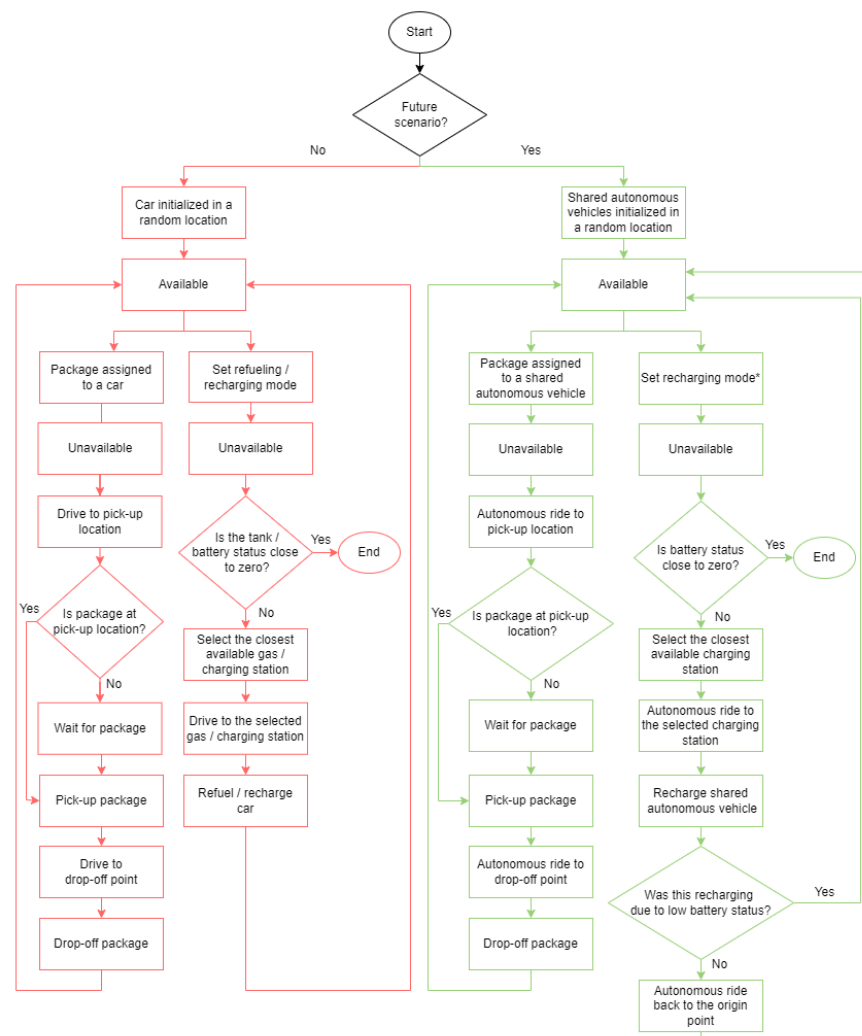 Start
Future
scenario?
No
Yes
Car initialized in a
random location
Shared autonomous
vehicles initialized in
a random location
Available
Available
Package assigned
to a car
Set refueling /
recharging mode
Package assigned
to a shared
autonomous vehicle
Set recharging mode*
Unavailable
Unavailable
Unavailable
Unavailable
Drive to pick-up
location
Is the tank /
battery status close
to zero?
Yes
End
Autonomous ride to
pick-up location
Is battery status
close to zero?
Yes
End
Yes
Is package at
pick-up location?
No
No
Select the closest
available gas /
charging station
Yes
Is package at pick-up
location?
No
No
Select the closest
available charging
station
Wait for package
Drive to the selected
gas / charging station
Wait for package
Autonomous ride to
the selected charging
station
Pick-up package
Refuel / recharge
car
Pick-up package
Recharge shared
autonomous vehicle
Drive to
drop-off point
Autonomous ride to
drop-off point
Was this recharging
due to low battery status?
Yes
Drop-off package
Drop-off package
No
Autonomous ride
back to the origin
point